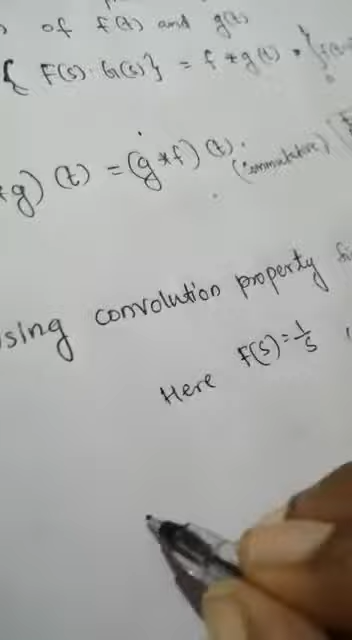 of f(t) and g(t)
{ F(s)·G(s)} = f * g(t) =
*g) (t) = (g*f) (t). (commutative)
using convolution property
Here F(s) = 1/s